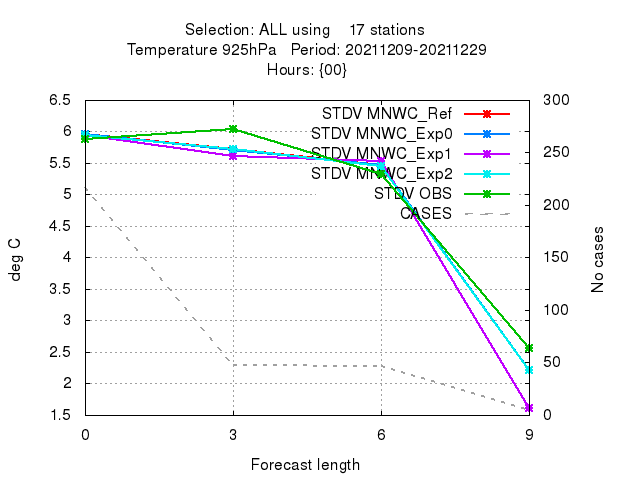 Selection: ALL using    17 stations
Temperature 925hPa   Period: 20211209-20211229
Hours: {00}
6.5
6
5.5
5
4.5
4
3.5
3
2.5
2
1.5
deg C
STDV MNWC_Ref
STDV MNWC_Exp0
STDV MNWC_Exp1
STDV MNWC_Exp2
STDV OBS
CASES
300
250
200
150
100
50
0
No cases
0 3 6 9
Forecast length